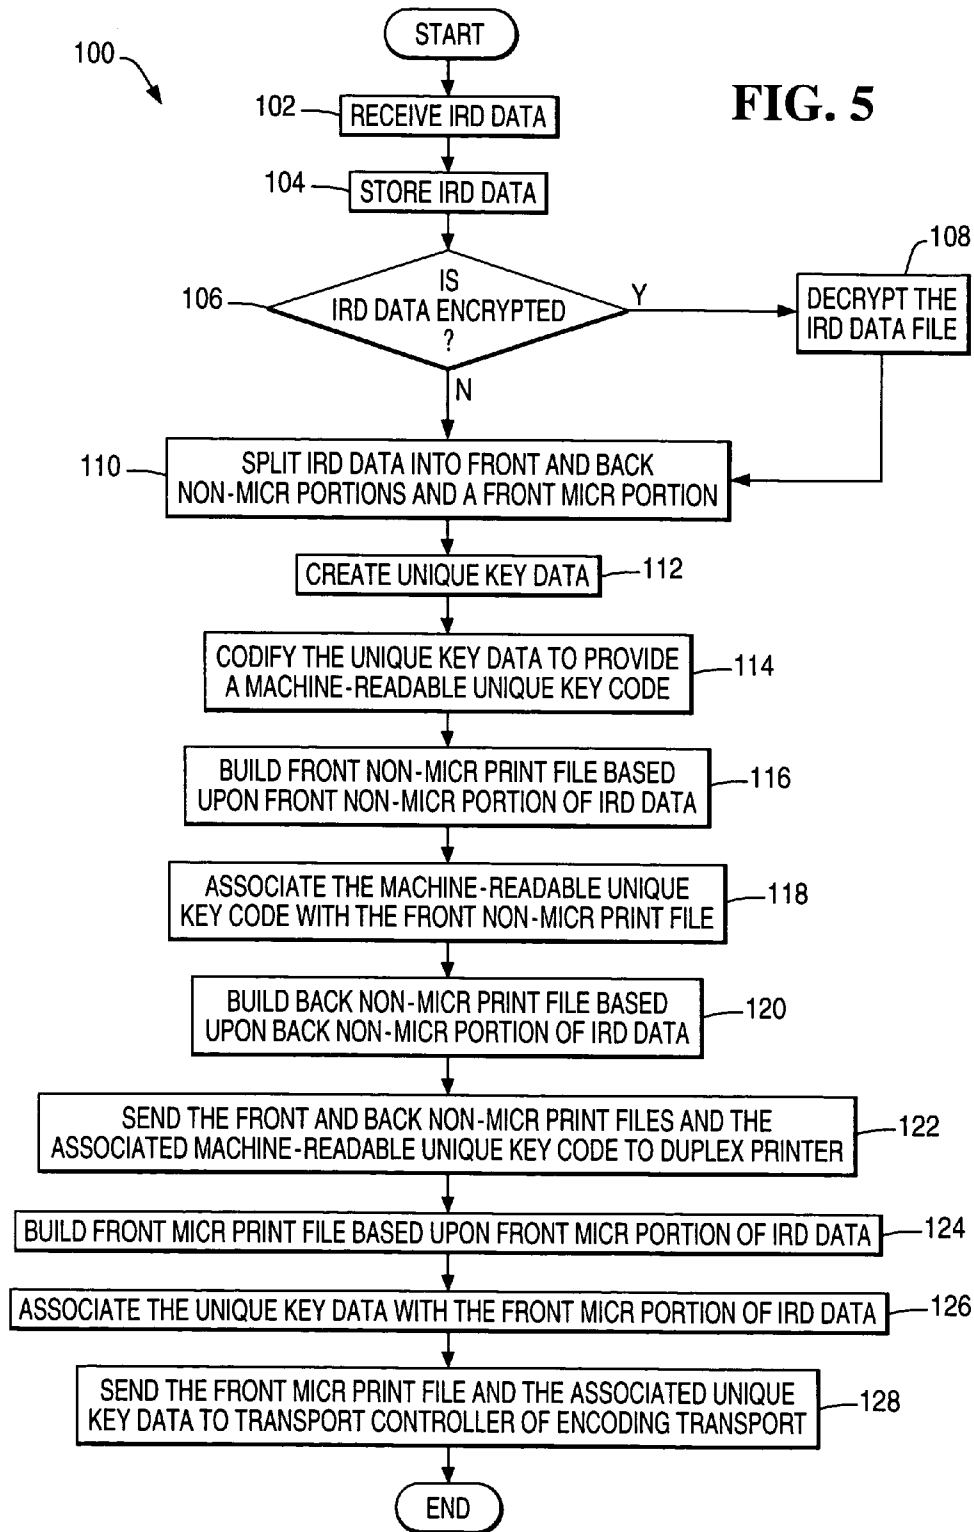 START
100
FIG. 5
102
RECEIVE IRD DATA
104
STORE IRD DATA
106
IS
IRD DATA ENCRYPTED
?
Y
108
DECRYPT THE
IRD DATA FILE
N
110
SPLIT IRD DATA INTO FRONT AND BACK
NON-MICR PORTIONS AND A FRONT MICR PORTION
CREATE UNIQUE KEY DATA
112
CODIFY THE UNIQUE KEY DATA TO PROVIDE
A MACHINE-READABLE UNIQUE KEY CODE
114
BUILD FRONT NON-MICR PRINT FILE BASED
UPON FRONT NON-MICR PORTION OF IRD DATA
116
ASSOCIATE THE MACHINE-READABLE UNIQUE
KEY CODE WITH THE FRONT NON-MICR PRINT FILE
118
BUILD BACK NON-MICR PRINT FILE BASED
UPON BACK NON-MICR PORTION OF IRD DATA
120
SEND THE FRONT AND BACK NON-MICR PRINT FILES AND THE
ASSOCIATED MACHINE-READABLE UNIQUE KEY CODE TO DUPLEX PRINTER
122
BUILD FRONT MICR PRINT FILE BASED UPON FRONT MICR PORTION OF IRD DATA
124
ASSOCIATE THE UNIQUE KEY DATA WITH THE FRONT MICR PORTION OF IRD DATA
126
SEND THE FRONT MICR PRINT FILE AND THE ASSOCIATED UNIQUE
KEY DATA TO TRANSPORT CONTROLLER OF ENCODING TRANSPORT
128
END